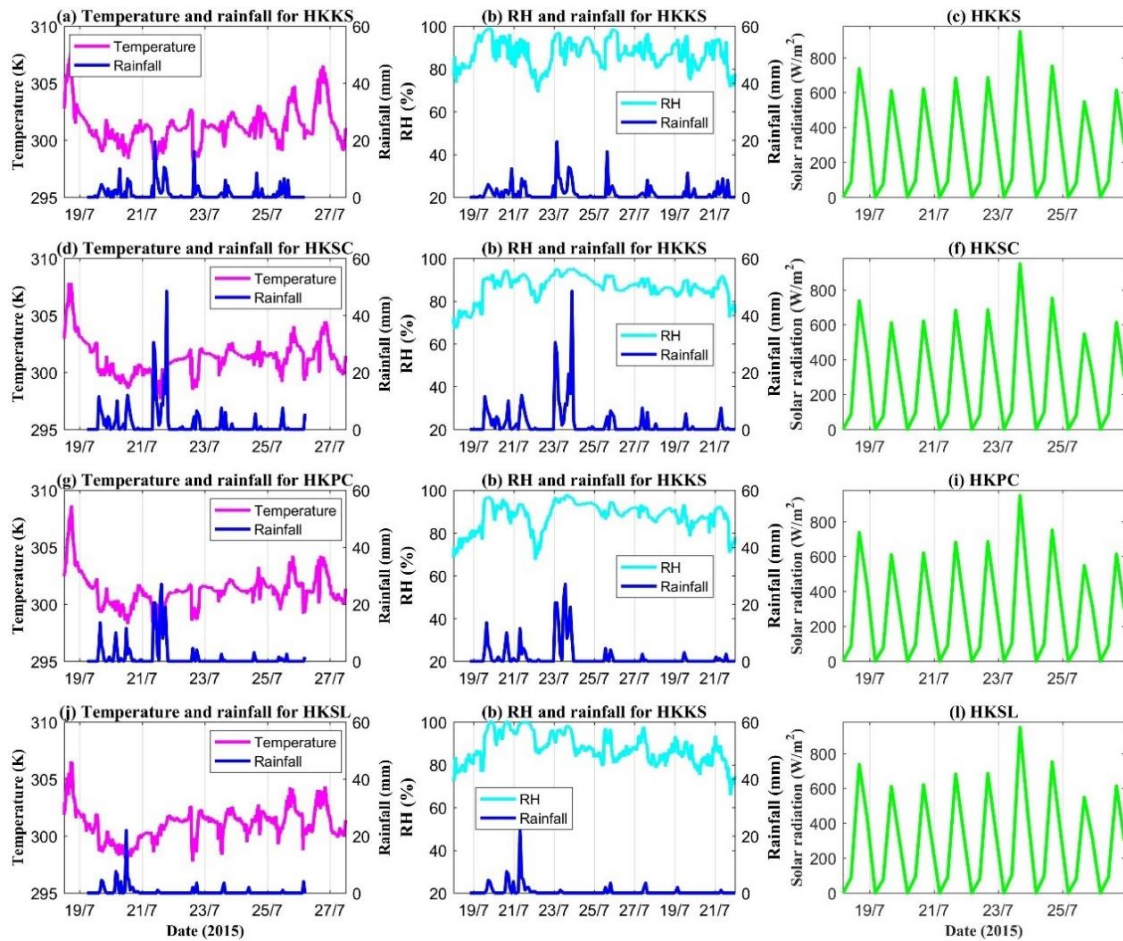 (a) Temperature and rainfall for HKKS
(b) RH and rainfall for HKKS
(c) HKKS
310
305
300
295
Temperature (K)
Temperature
Rainfall
60
40
20
0
Rainfall (mm)
19/7 21/7 23/7 25/7 27/7
100
80
60
40
20
RH (%)
RH
Rainfall
60
40
20
0
Rainfall (mm)
19/7 21/7 23/7 25/7 27/7 19/7 21/7
800
600
400
200
0
Solar radiation (W/m²)
19/7 21/7 23/7 25/7
(d) Temperature and rainfall for HKSC
(b) RH and rainfall for HKKS
(f) HKSC
310
305
300
295
Temperature (K)
Temperature
Rainfall
60
40
20
0
Rainfall (mm)
19/7 21/7 23/7 25/7 27/7
100
80
60
40
20
RH (%)
RH
Rainfall
60
40
20
0
Rainfall (mm)
19/7 21/7 23/7 25/7 27/7 19/7 21/7
800
600
400
200
0
Solar radiation (W/m²)
19/7 21/7 23/7 25/7
(g) Temperature and rainfall for HKPC
(b) RH and rainfall for HKKS
(i) HKPC
310
305
300
295
Temperature (K)
Temperature
Rainfall
60
40
20
0
Rainfall (mm)
19/7 21/7 23/7 25/7 27/7
100
80
60
40
20
RH (%)
RH
Rainfall
60
40
20
0
Rainfall (mm)
19/7 21/7 23/7 25/7 27/7 19/7 21/7
800
600
400
200
0
Solar radiation (W/m²)
19/7 21/7 23/7 25/7
(j) Temperature and rainfall for HKSL
(b) RH and rainfall for HKKS
(l) HKSL
310
305
300
295
Temperature (K)
Temperature
Rainfall
60
40
20
0
Rainfall (mm)
19/7 21/7 23/7 25/7 27/7
Date (2015)
100
80
60
40
20
RH (%)
RH
Rainfall
60
40
20
0
Rainfall (mm)
19/7 21/7 23/7 25/7 27/7 19/7 21/7
800
600
400
200
0
Solar radiation (W/m²)
19/7 21/7 23/7 25/7
Date (2015)